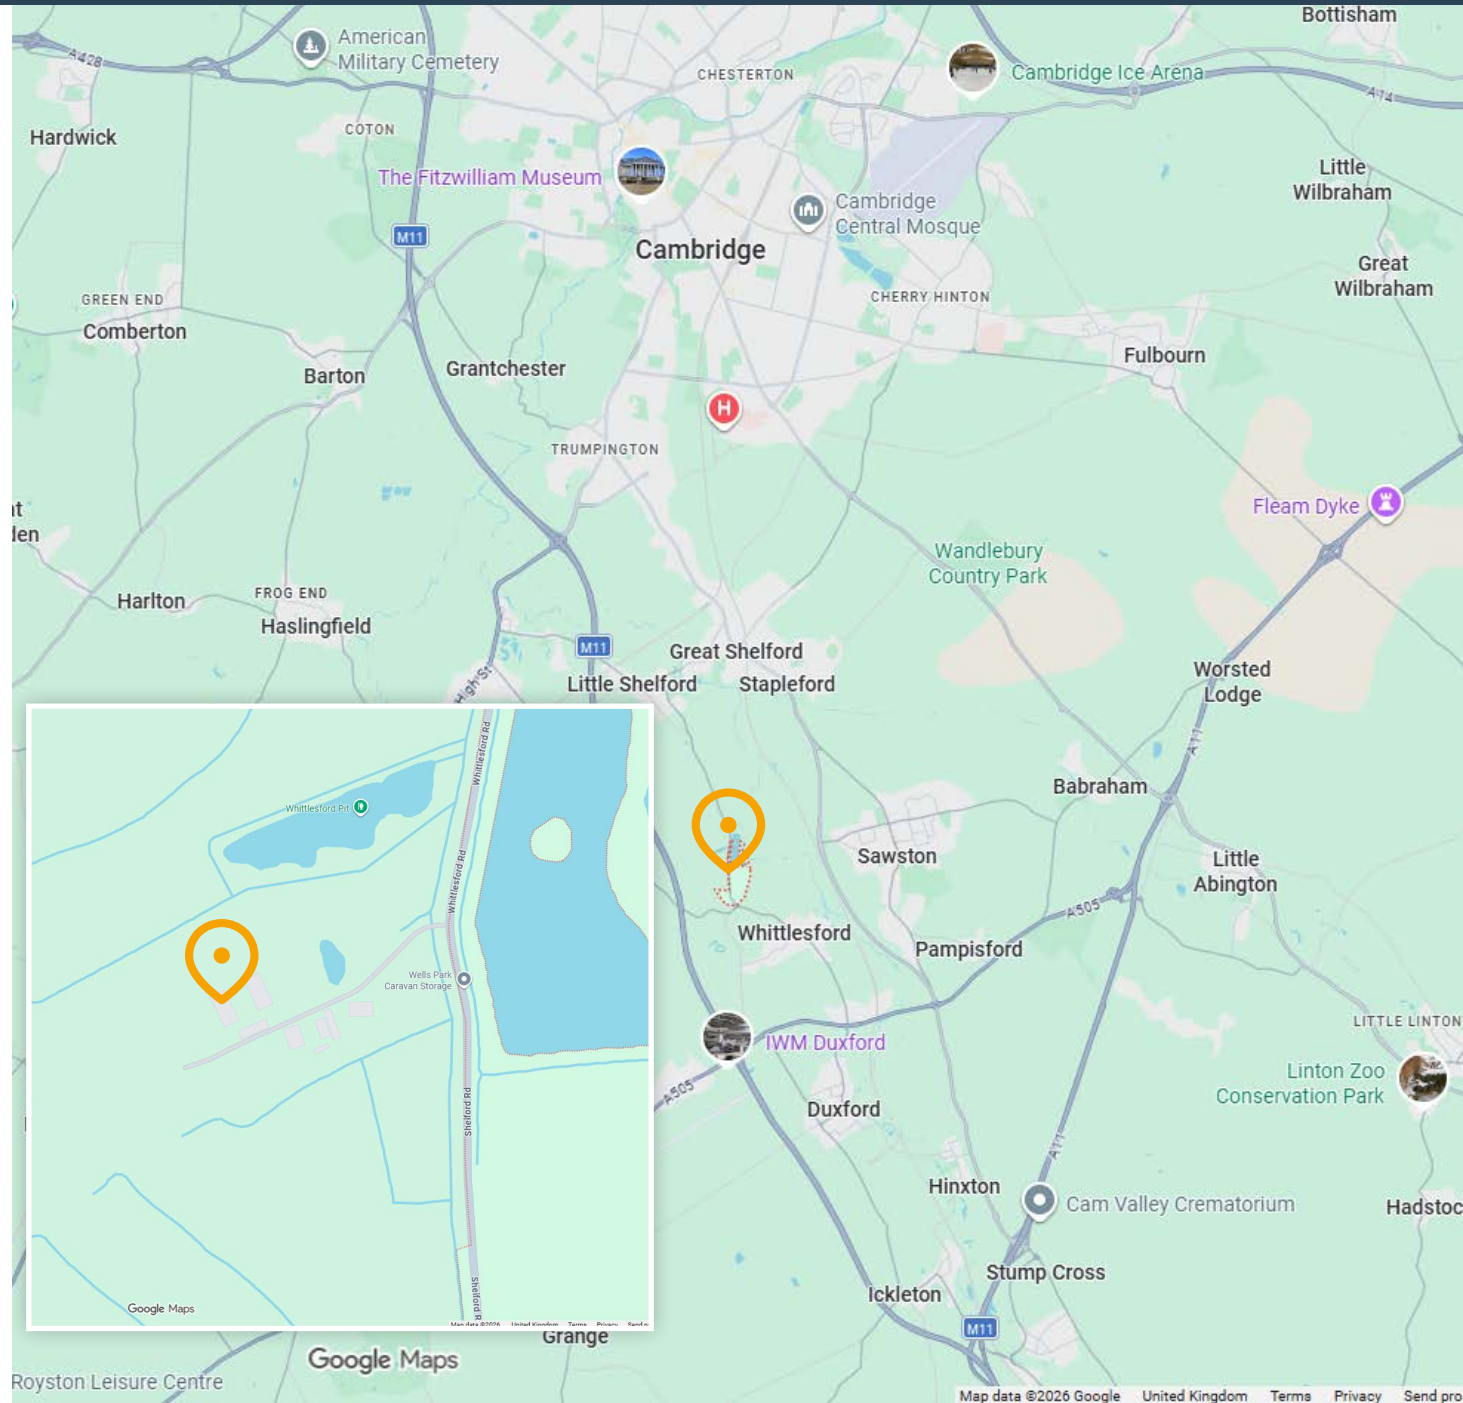 Bottisham
American
Military Cemetery
A428
CHESTERTON
Cambridge Ice Arena
A14
Hardwick
COTON
The Fitzwilliam Museum
Little
Wilbraham
Cambridge
Central Mosque
M11
Cambridge
Great
Wilbraham
GREEN END
Comberton
CHERRY HINTON
Fulbourn
Barton
Grantchester
H
TRUMPINGTON
Fleam Dyke
Wandlebury
Country Park
Harlton
FROG END
Haslingfield
M11
Great Shelford
Little Shelford
Stapleford
High St
Worsted
Lodge
A11
Babraham
Sawston
Little
Abington
A505
Whittlesford
Pampisford
IWM Duxford
LITTLE LINTON
Linton Zoo
Conservation Park
A505
Duxford
A11
Hinxton
Cam Valley Crematorium
Stump Cross
Ickleton
M11
Grange
Google Maps
Royston Leisure Centre
Map data ©2026 Google United Kingdom Terms Privacy
Whittlesford Rd
Whittlesford Pit
Whittlesford Rd
Wells Park
Caravan Storage
Shelford Rd
Google Maps